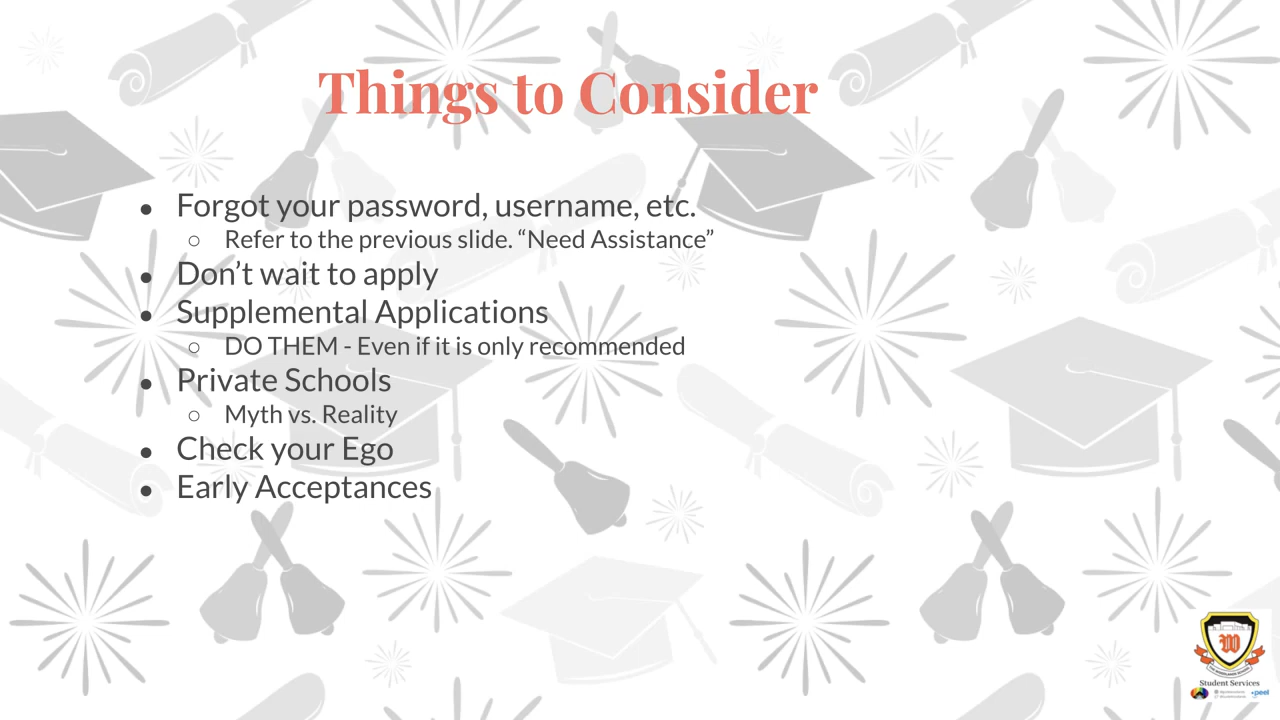 Things to Consider
● Forgot your password, username, etc.
○ Refer to the previous slide. “Need Assistance”
● Don’t wait to apply
● Supplemental Applications
○ DO THEM - Even if it is only recommended
● Private Schools
○ Myth vs. Reality
● Check your Ego
● Early Acceptances
W
Student Services
peel